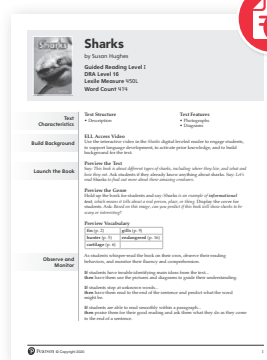 Sharks
Sharks
by Susan Hughes
Guided Reading Level I
DRA Level 16
Lexile Measure 450L
Word Count 474
Text
Characteristics
Text Structure
• Description
Text Features
• Photographs
• Diagrams
Build Background
ELL Access Video
Use the interactive video in the Sharks digital leveled reader to engage students,
to support language development, to activate prior knowledge, and to build
background for the text.
Launch the Book
Preview the Text
Say: This book is about different types of sharks, including where they live, and what and
how they eat. Ask students if they already know anything about sharks. Say: Let's
read Sharks to find out more about these amazing creatures.
Preview the Genre
Hold up the book for students and say: Sharks is an example of informational
text, which means it tells about a real person, place, or thing. Display the cover for
students. Ask: Based on this image, can you predict if this book will show sharks to be
scary or interesting?
Preview Vocabulary
fin (p. 2) gills (p. 9)
hunter (p. 5) endangered (p. 16)
cartilage (p. 6)
Observe and
Monitor
As students whisper-read the book on their own, observe their reading
behaviors, and monitor their fluency and comprehension.
If students have trouble identifying main ideas from the text...
then have them use the pictures and diagrams to guide their understanding.
If students stop at unknown words...
then have them read to the end of the sentence and predict what the word
might be.
If students are able to read smoothly within a paragraph...
then praise them for their good reading and ask them what they do as they come
to the end of a sentence.
Pearson © Copyright 2020